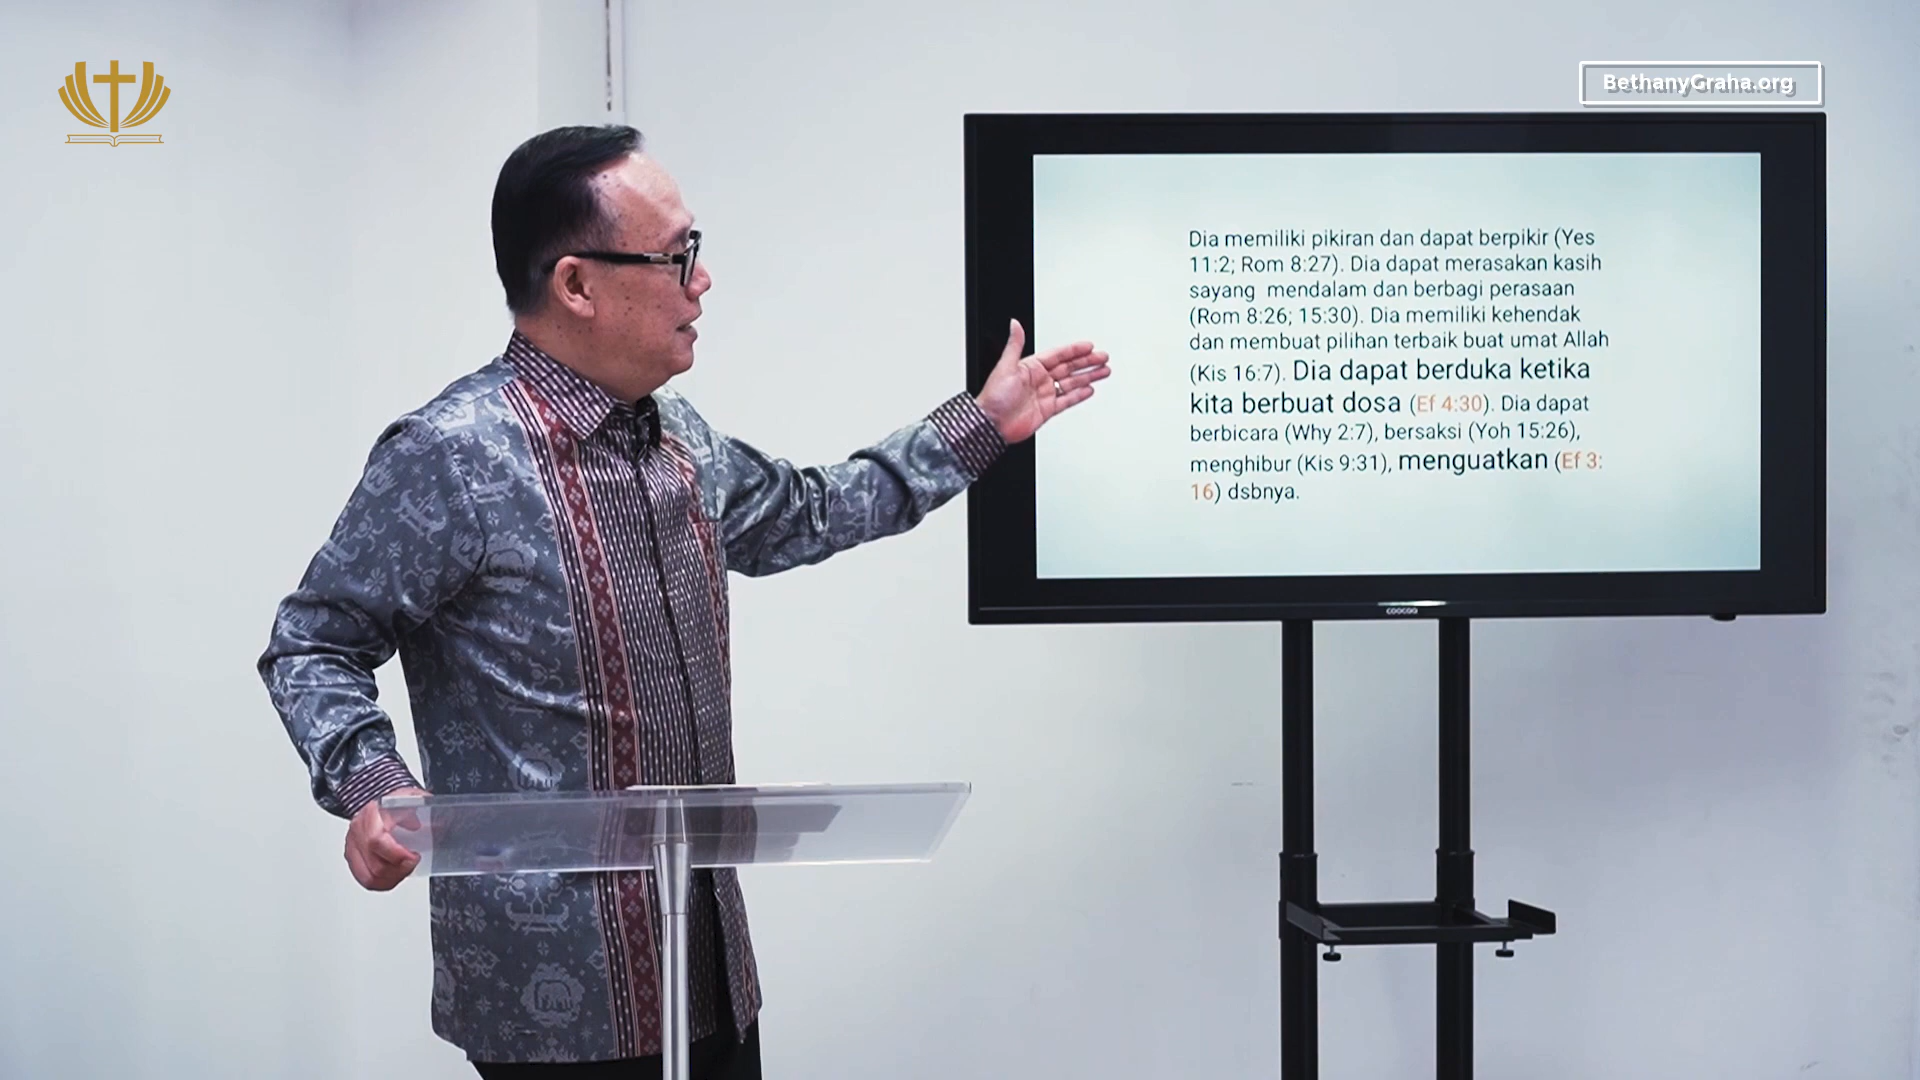 BethanyGraha.org
Dia memiliki pikiran dan dapat berpikir (Yes
11:2; Rom 8:27). Dia dapat merasakan kasih
sayang mendalam dan berbagi perasaan
(Rom 8:26; 15:30). Dia memiliki kehendak
dan membuat pilihan terbaik buat umat Allah
(Kis 16:7). Dia dapat berduka ketika
kita berbuat dosa (Ef 4:30). Dia dapat
berbicara (Why 2:7), bersaksi (Yoh 15:26),
menghibur (Kis 9:31), menguatkan (Ef 3:
16) dsbnya.
coocaa